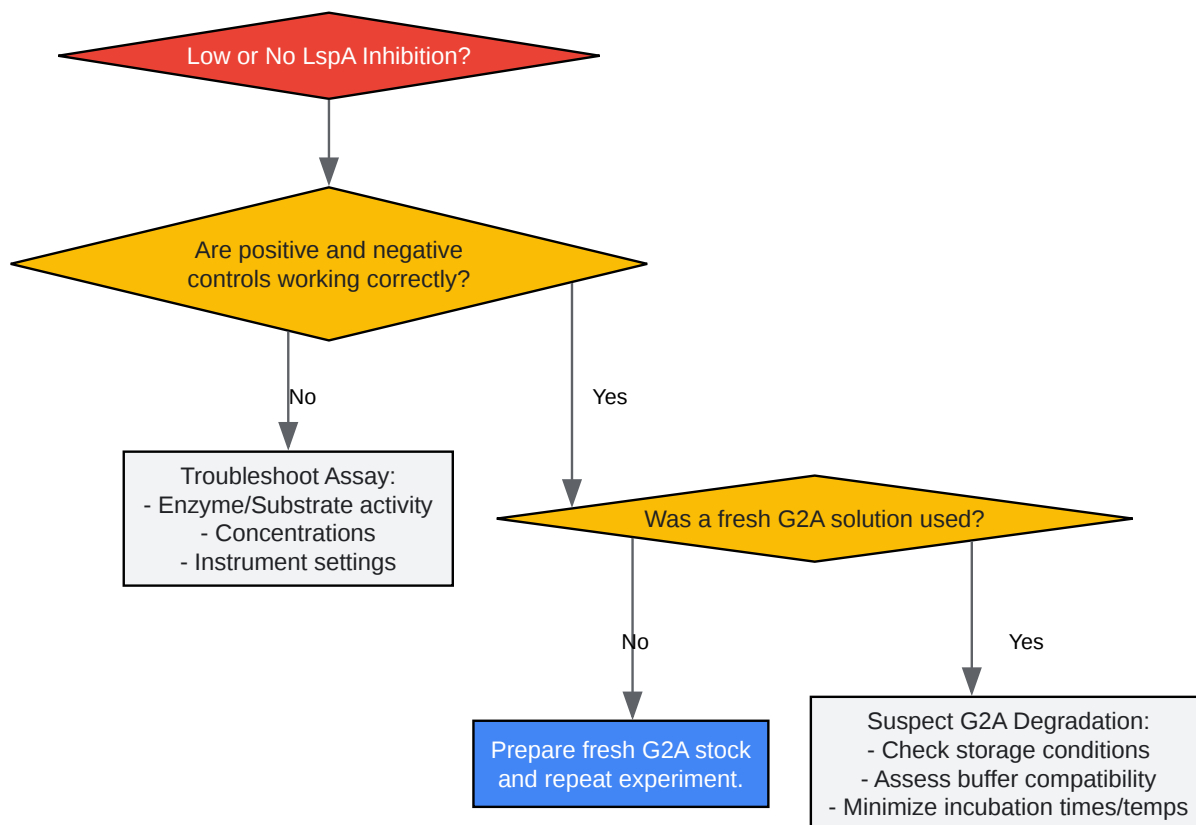 Low or No LspA Inhibition?
Are positive and negative
controls working correctly?
No
Yes
Troubleshoot Assay:
- Enzyme/Substrate activity
- Concentrations
- Instrument settings
Was a fresh G2A solution used?
No
Yes
Prepare fresh G2A stock
and repeat experiment.
Suspect G2A Degradation:
- Check storage conditions
- Assess buffer compatibility
- Minimize incubation times/temps